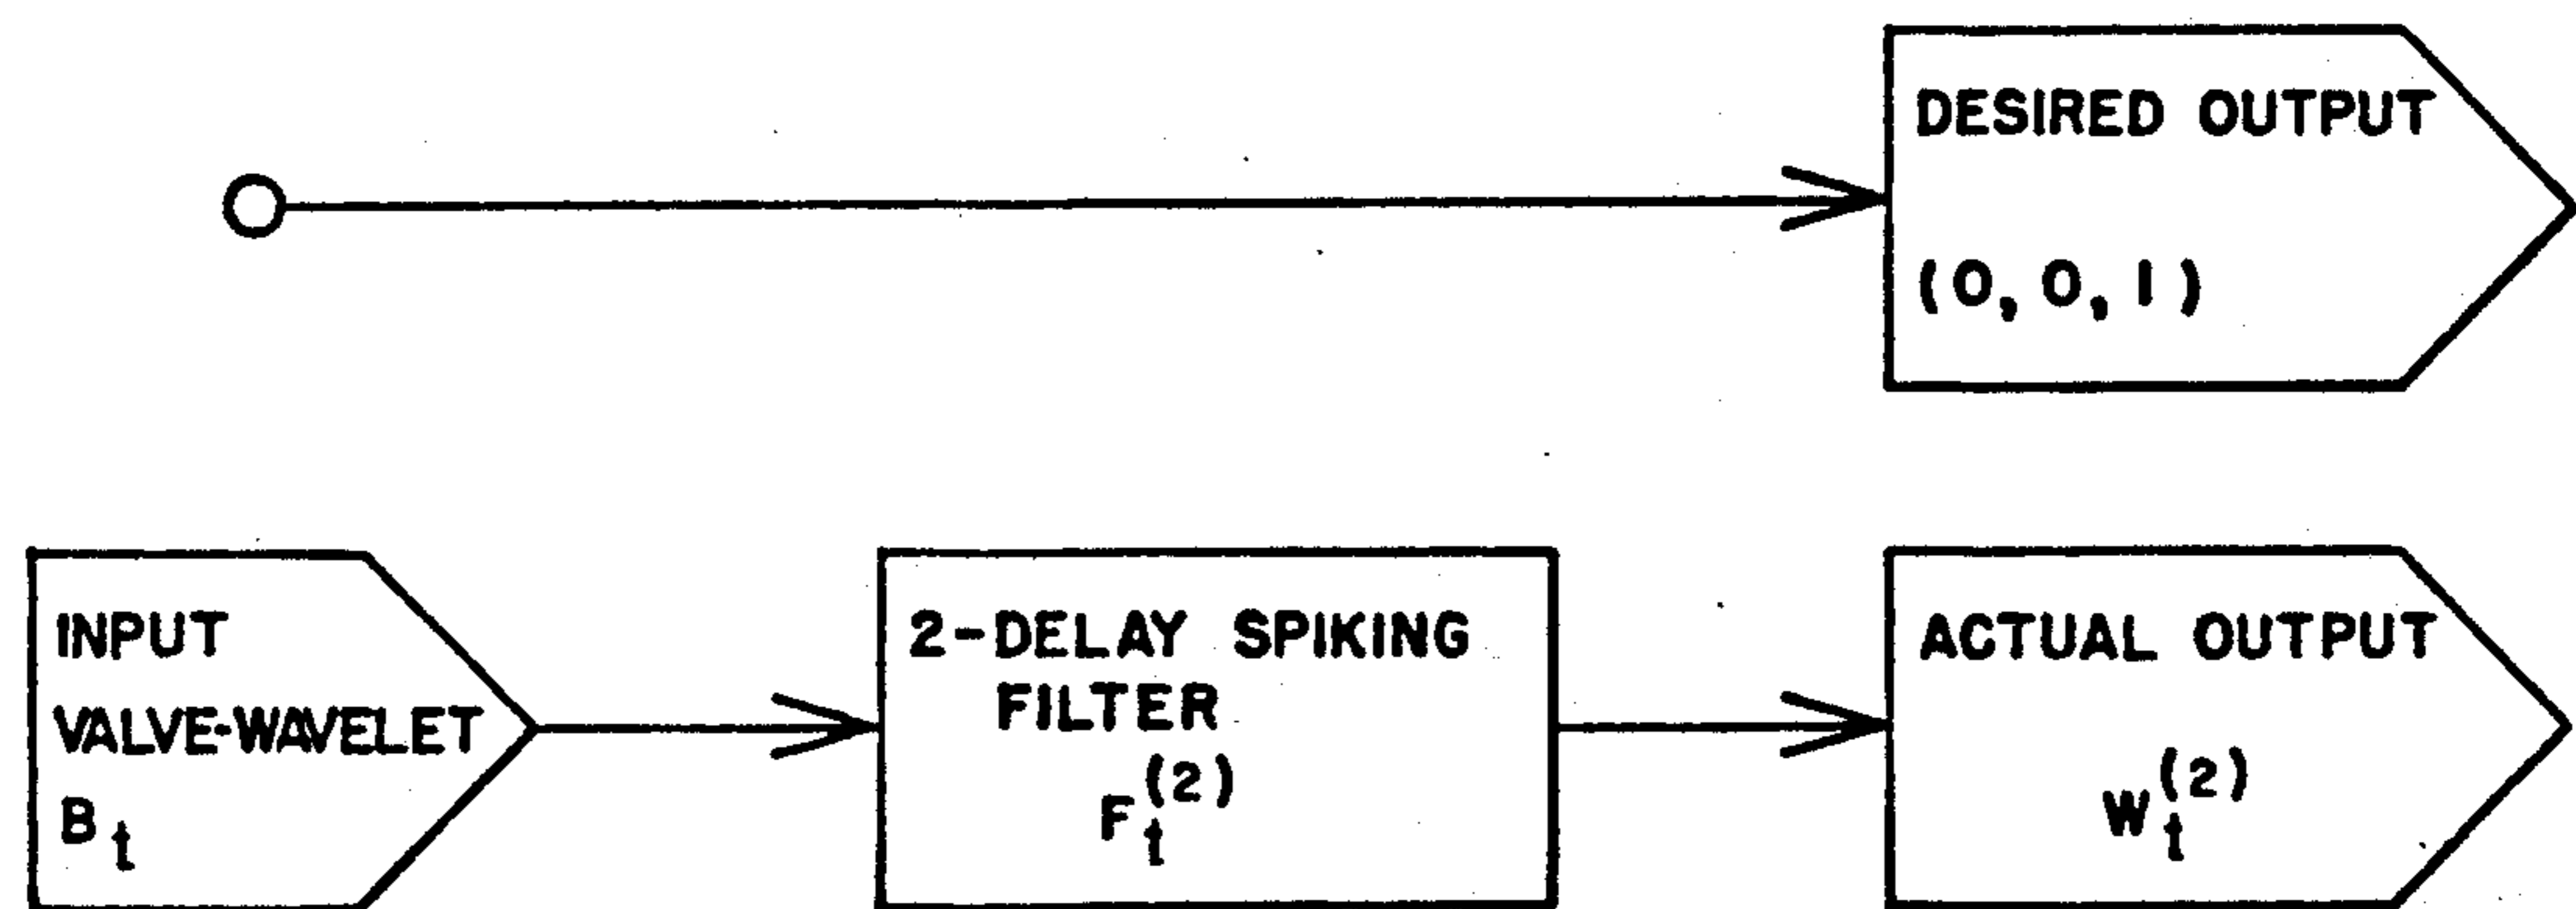 DESIRED OUTPUT
(0, 0, 1)
INPUT
VALVE-WAVELET
B_t
2-DELAY SPIKING
FILTER
F_t^(2)
ACTUAL OUTPUT
W_t^(2)